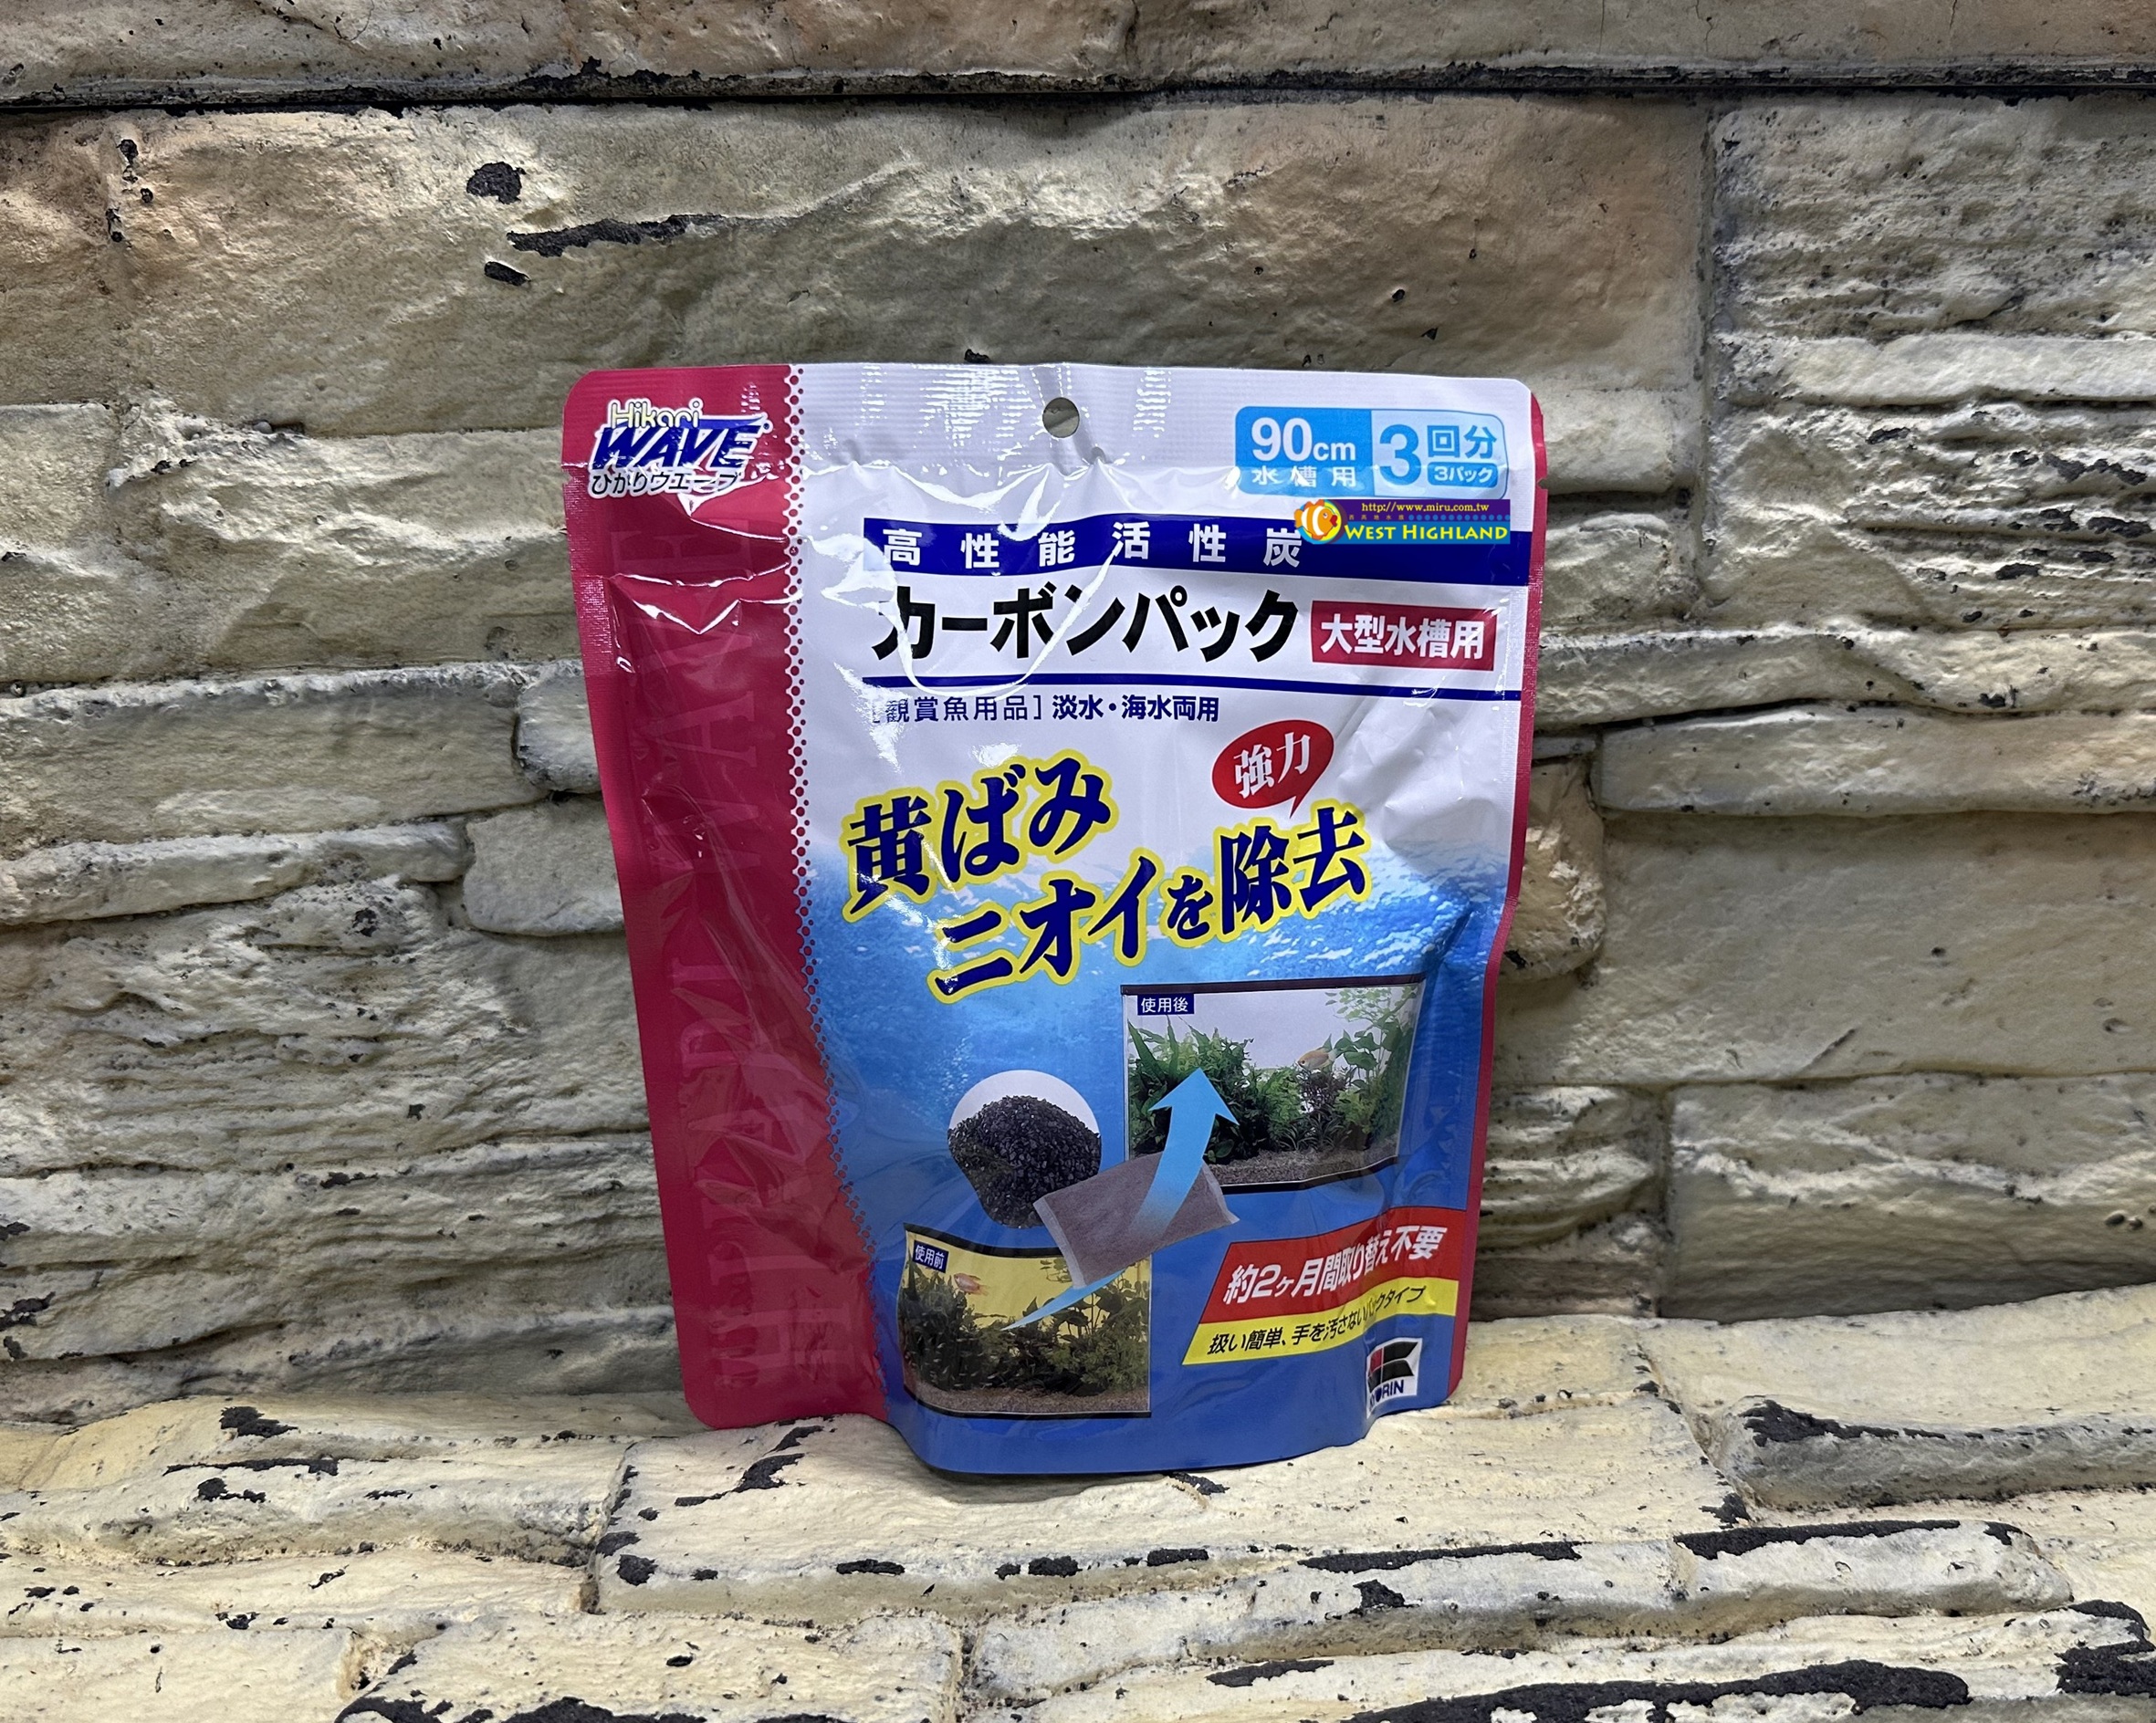 Hikari
WAVE
ひかりウエーブ
90cm
水槽用
3回分
3パック
http://www.miru.com.tw
WEST HIGHLAND
高性能活性炭
カーボンパック
大型水槽用
[観賞魚用品] 淡水・海水両用
強力
黄ばみ
ニオイを除去
使用後
使用前
約2ヶ月間取り替え不要
扱い簡単、手を汚さないパックタイプ
HIKARI WAVE